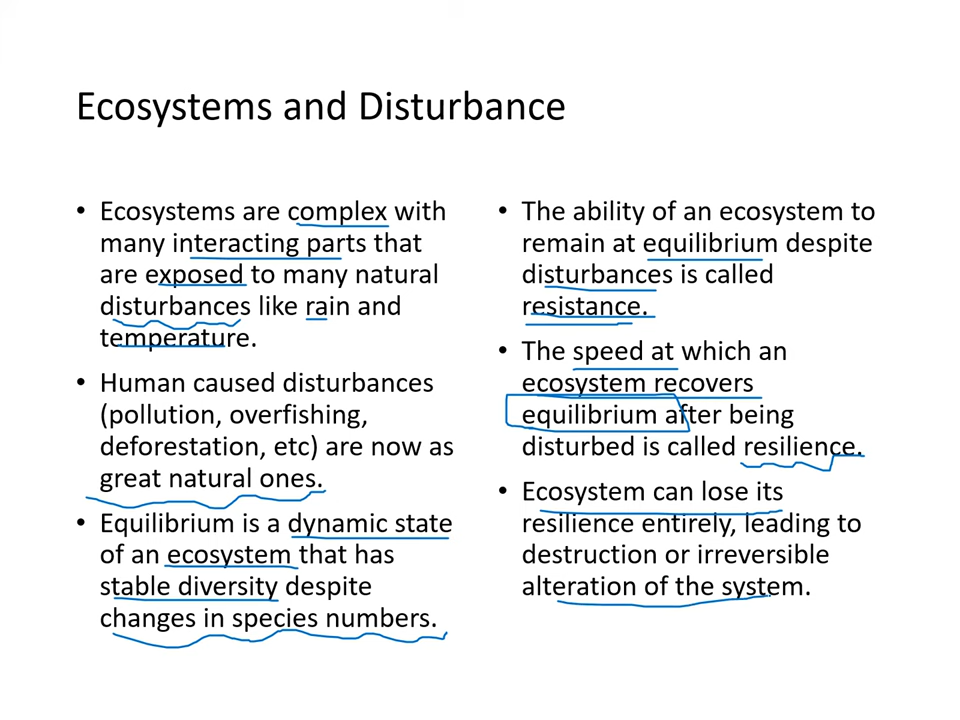 Ecosystems and Disturbance
• Ecosystems are complex with
many interacting parts that
are exposed to many natural
disturbances like rain and
temperature.
• Human caused disturbances
(pollution, overfishing,
deforestation, etc) are now as
great natural ones.
• Equilibrium is a dynamic state
of an ecosystem that has
stable diversity despite
changes in species numbers.
• The ability of an ecosystem to
remain at equilibrium despite
disturbances is called
resistance.
• The speed at which an
ecosystem recovers
equilibrium after being
disturbed is called resilience.
• Ecosystem can lose its
resilience entirely, leading to
destruction or irreversible
alteration of the system.